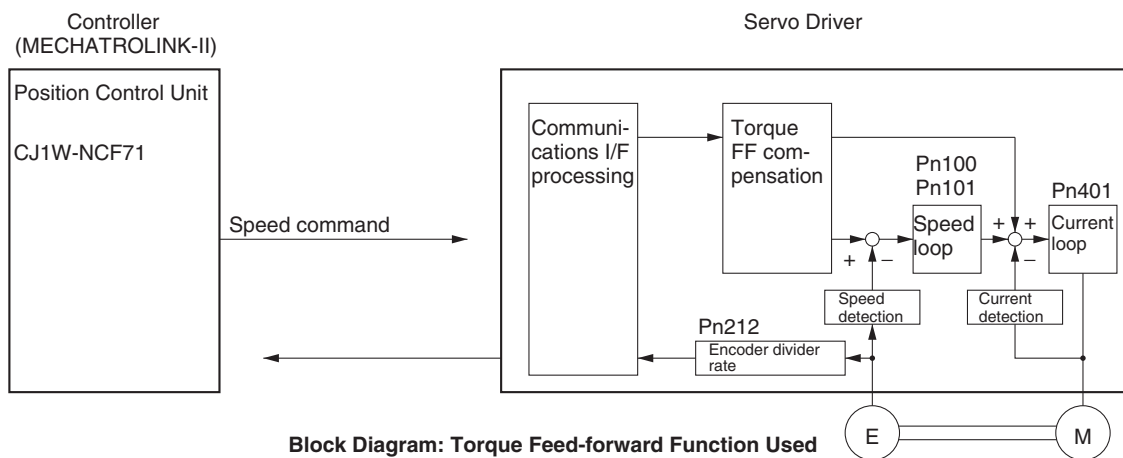 Controller
(MECHATROLINK-II)
Servo Driver
Position Control Unit
CJ1W-NCF71
Speed command
Communi-
cations I/F
processing
Torque
FF com-
pensation
Pn100
Pn101
Speed
loop
Pn401
Current
loop
+
−
+
+
−
Speed
detection
Current
detection
Pn212
Encoder divider
rate
E
M
Block Diagram: Torque Feed-forward Function Used